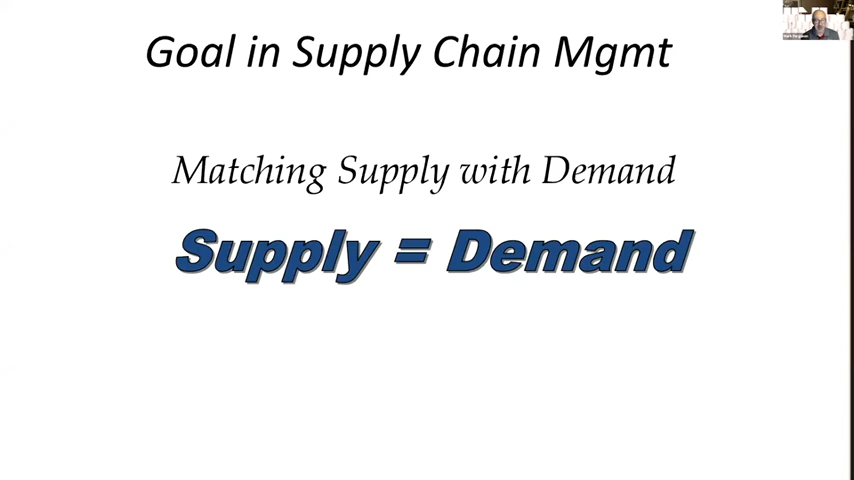 Goal in Supply Chain Mgmt
Matching Supply with Demand
Supply = Demand